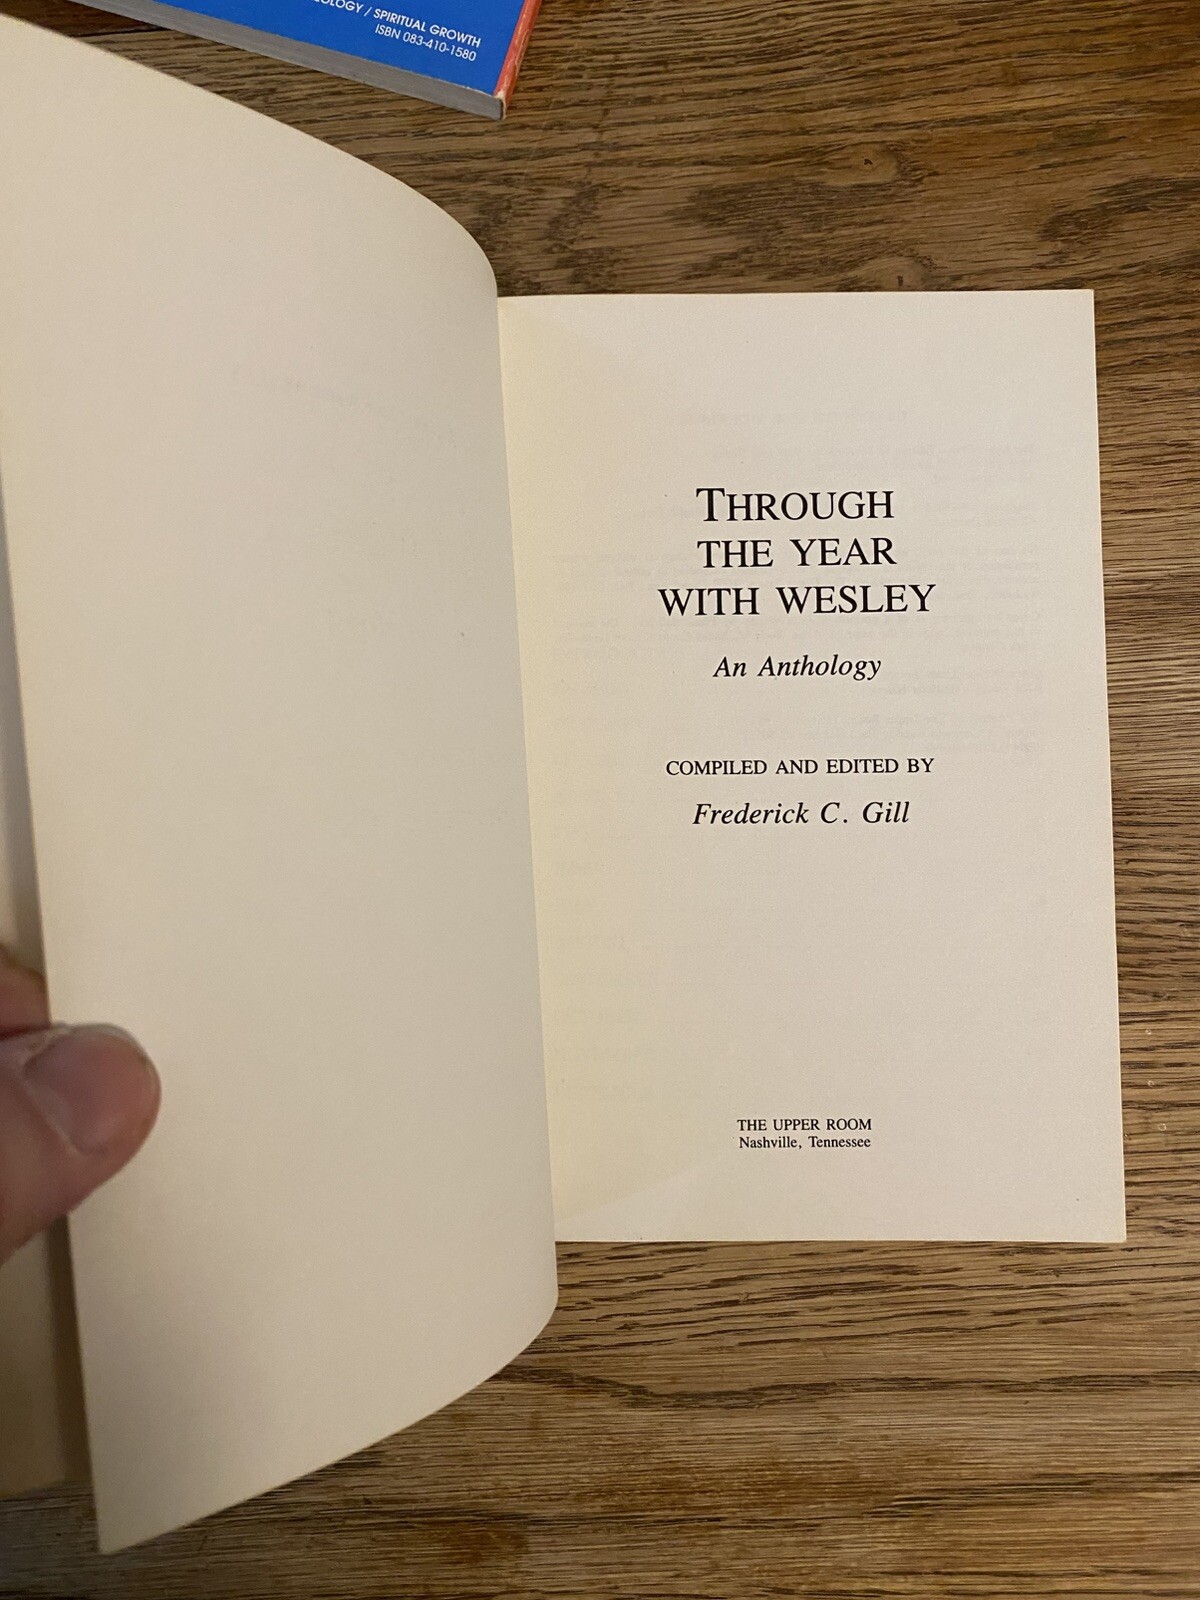 / SPIRITUAL GROWTH
ISBN 083-410-1580
THROUGH
THE YEAR
WITH WESLEY
An Anthology
COMPILED AND EDITED BY
Frederick C. Gill
THE UPPER ROOM
Nashville, Tennessee